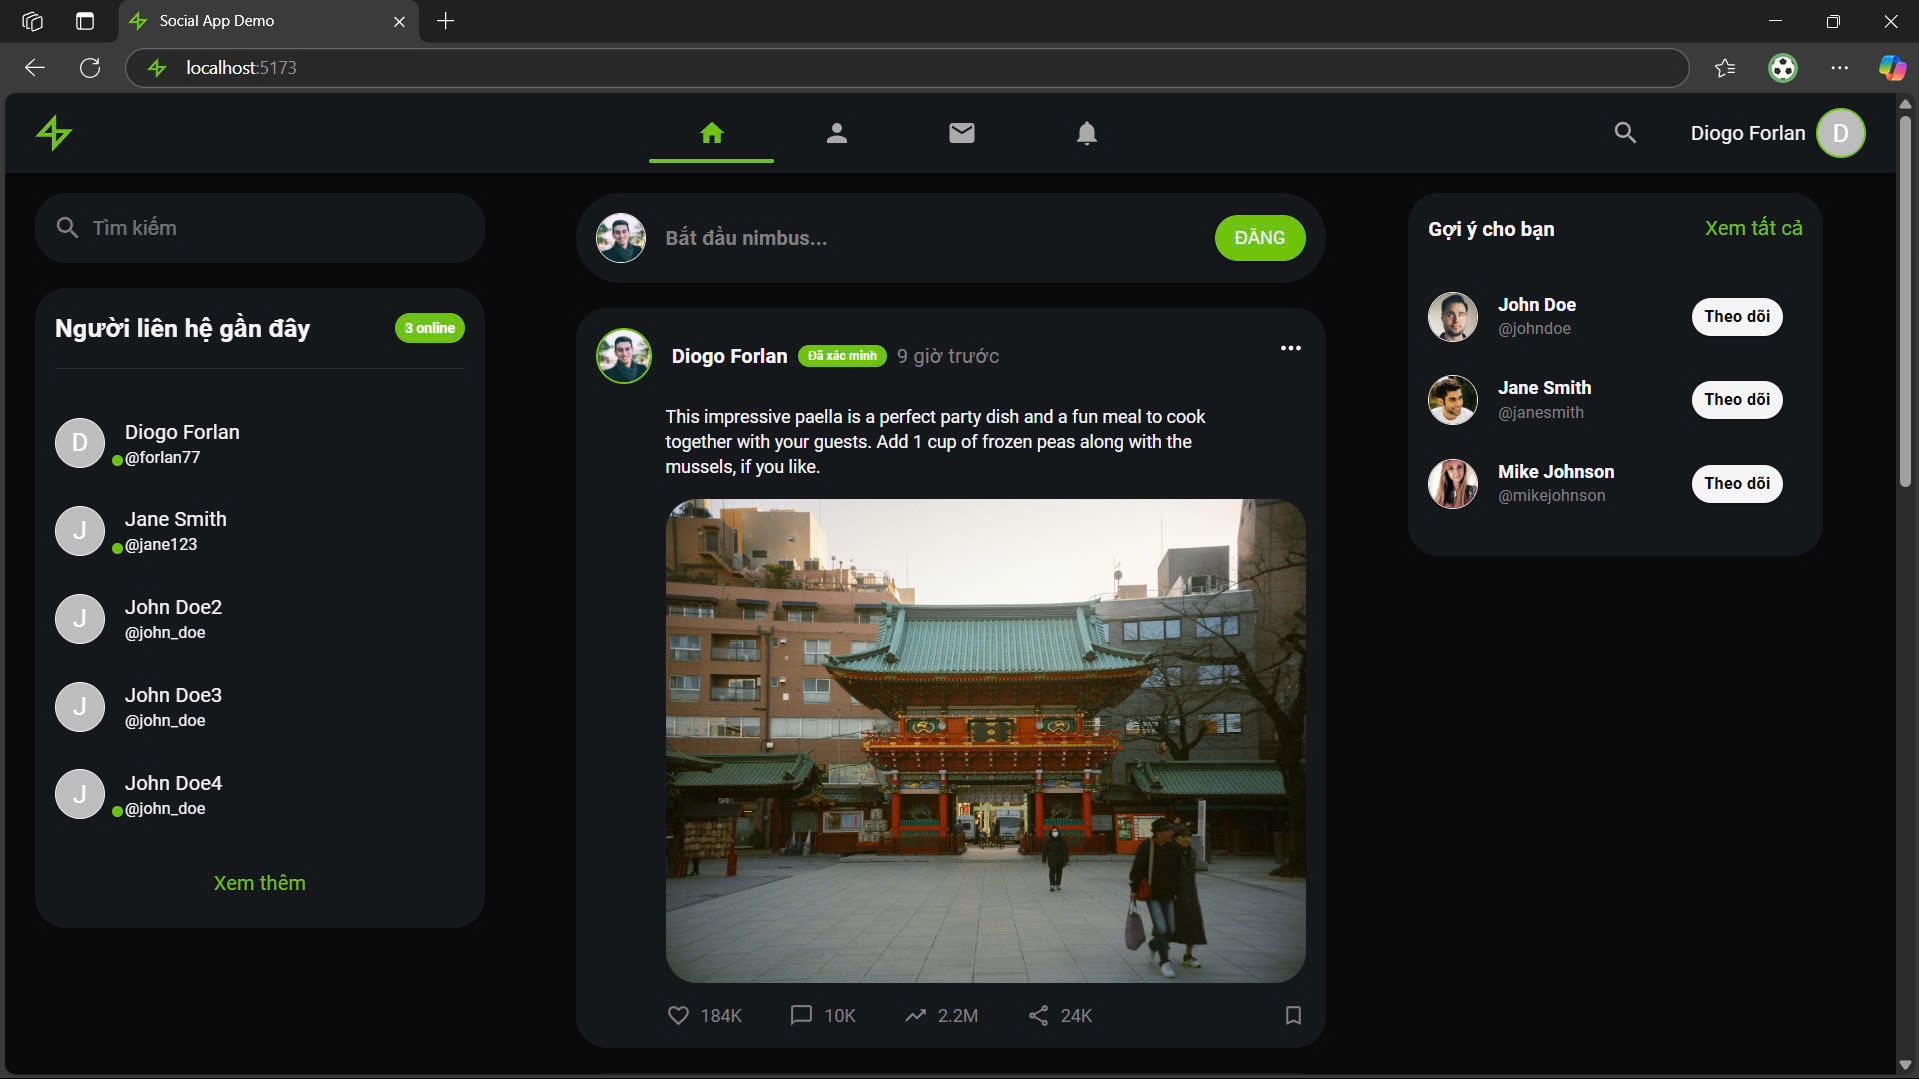 Social App Demo
localhost:5173
Diogo Forlan
D
Tìm kiếm
Người liên hệ gần đây
3 online
D
Diogo Forlan
@forlan77
J
Jane Smith
@jane123
J
John Doe2
@john_doe
J
John Doe3
@john_doe
J
John Doe4
@john_doe
Xem thêm
Bắt đầu nimbus...
ĐĂNG
Diogo Forlan Đã xác minh 9 giờ trước
This impressive paella is a perfect party dish and a fun meal to cook
together with your guests. Add 1 cup of frozen peas along with the
mussels, if you like.
184K 10K 2.2M 24K
Gợi ý cho bạn
Xem tất cả
John Doe
@johndoe
Theo dõi
Jane Smith
@janesmith
Theo dõi
Mike Johnson
@mikejohnson
Theo dõi